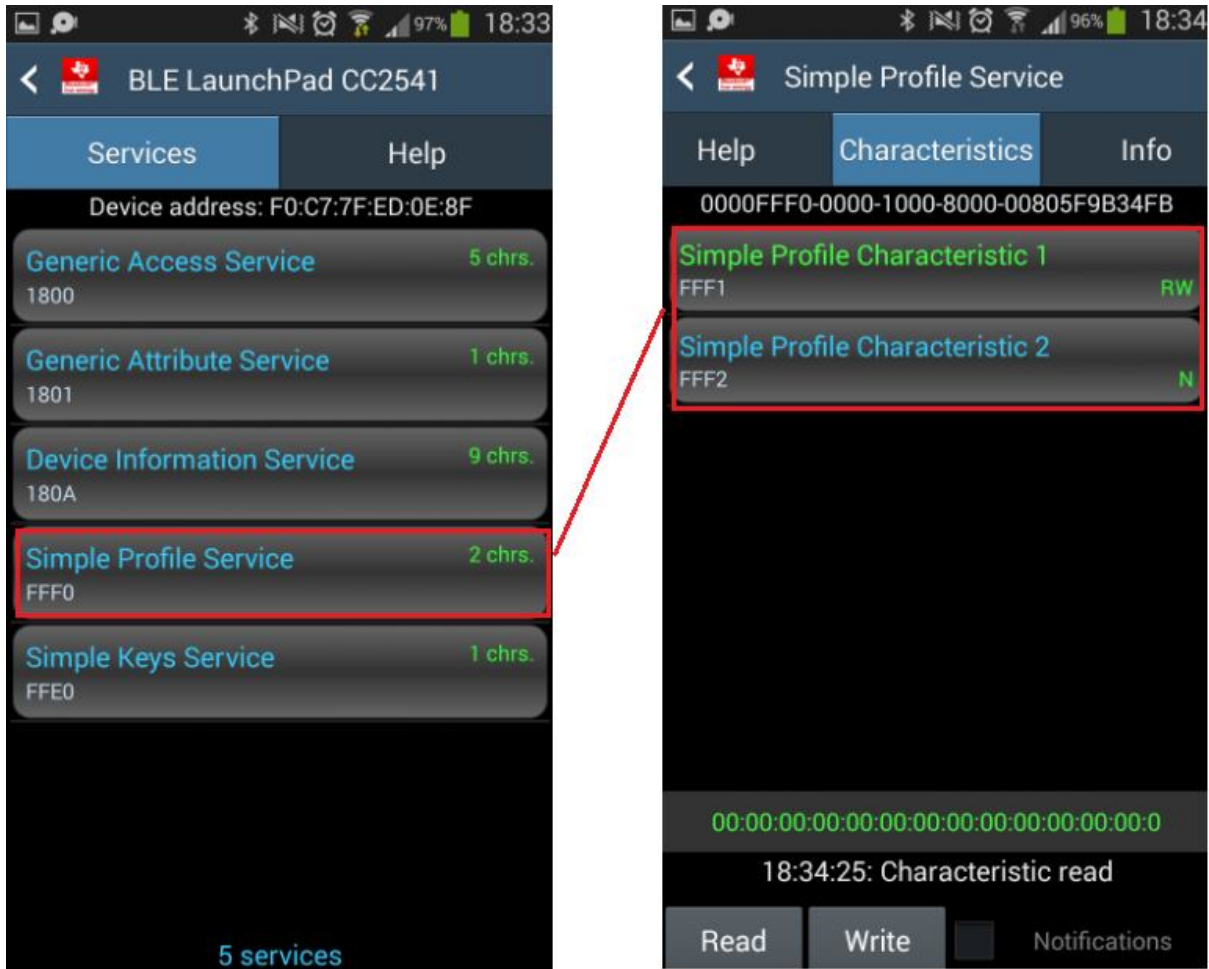 97% 18:33
BLE LaunchPad CC2541
Services Help
Device address: F0:C7:7F:ED:0E:8F
Generic Access Service 5 chrs.
1800
Generic Attribute Service 1 chrs.
1801
Device Information Service 9 chrs.
180A
Simple Profile Service 2 chrs.
FFF0
Simple Keys Service 1 chrs.
FFE0
5 services
96% 18:34
Simple Profile Service
Help Characteristics Info
0000FFF0-0000-1000-8000-00805F9B34FB
Simple Profile Characteristic 1
FFF1 RW
Simple Profile Characteristic 2
FFF2 N
00:00:00:00:00:00:00:00:00:00:00:00:0
18:34:25: Characteristic read
Read Write Notifications